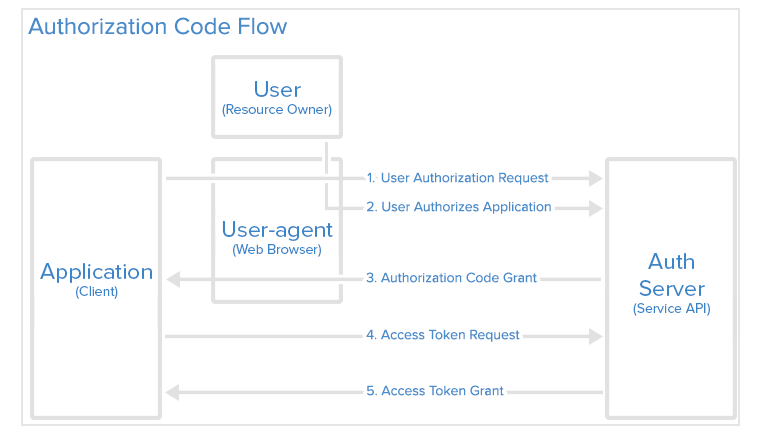 Authorization Code Flow
User
(Resource Owner)
1. User Authorization Request
2. User Authorizes Application
User-agent
(Web Browser)
Application
(Client)
3. Authorization Code Grant
Auth
Server
(Service API)
4. Access Token Request
5. Access Token Grant